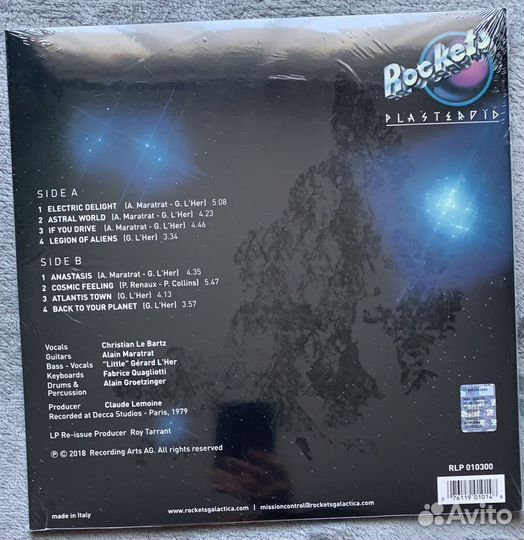 Rockets
PLASTEROÏD
SIDE A
1 ELECTRIC DELIGHT (A. Maratrat - G. L'Her) 5.08
2 ASTRAL WORLD (A. Maratrat - G. L'Her) 4.23
3 IF YOU DRIVE (A. Maratrat - G. L'Her) 4.46
4 LEGION OF ALIENS (G. L'Her) 3.34
SIDE B
1 ANASTASIS (A. Maratrat - G. L'Her) 4.35
2 COSMIC FEELING (P. Renaux - P. Collins) 5.47
3 ATLANTIS TOWN (G. L'Her) 4.13
4 BACK TO YOUR PLANET (G. L'Her) 3.57
Vocals Christian Le Bartz
Guitars Alain Maratrat
Bass - Vocals "Little" Gérard L'Her
Keyboards Fabrice Quagliotti
Drums & Percussion Alain Groetzinger
Producer Claude Lemoine
Recorded at Decca Studios - Paris, 1979
LP Re-issue Producer Roy Tarrant
℗ © 2018 Recording Arts AG. All rights reserved
RLP 010300
0 76119 01014 8
made in Italy
www.rocketsgalactica.com | missioncontrol@rocketsgalactica.com
Avito